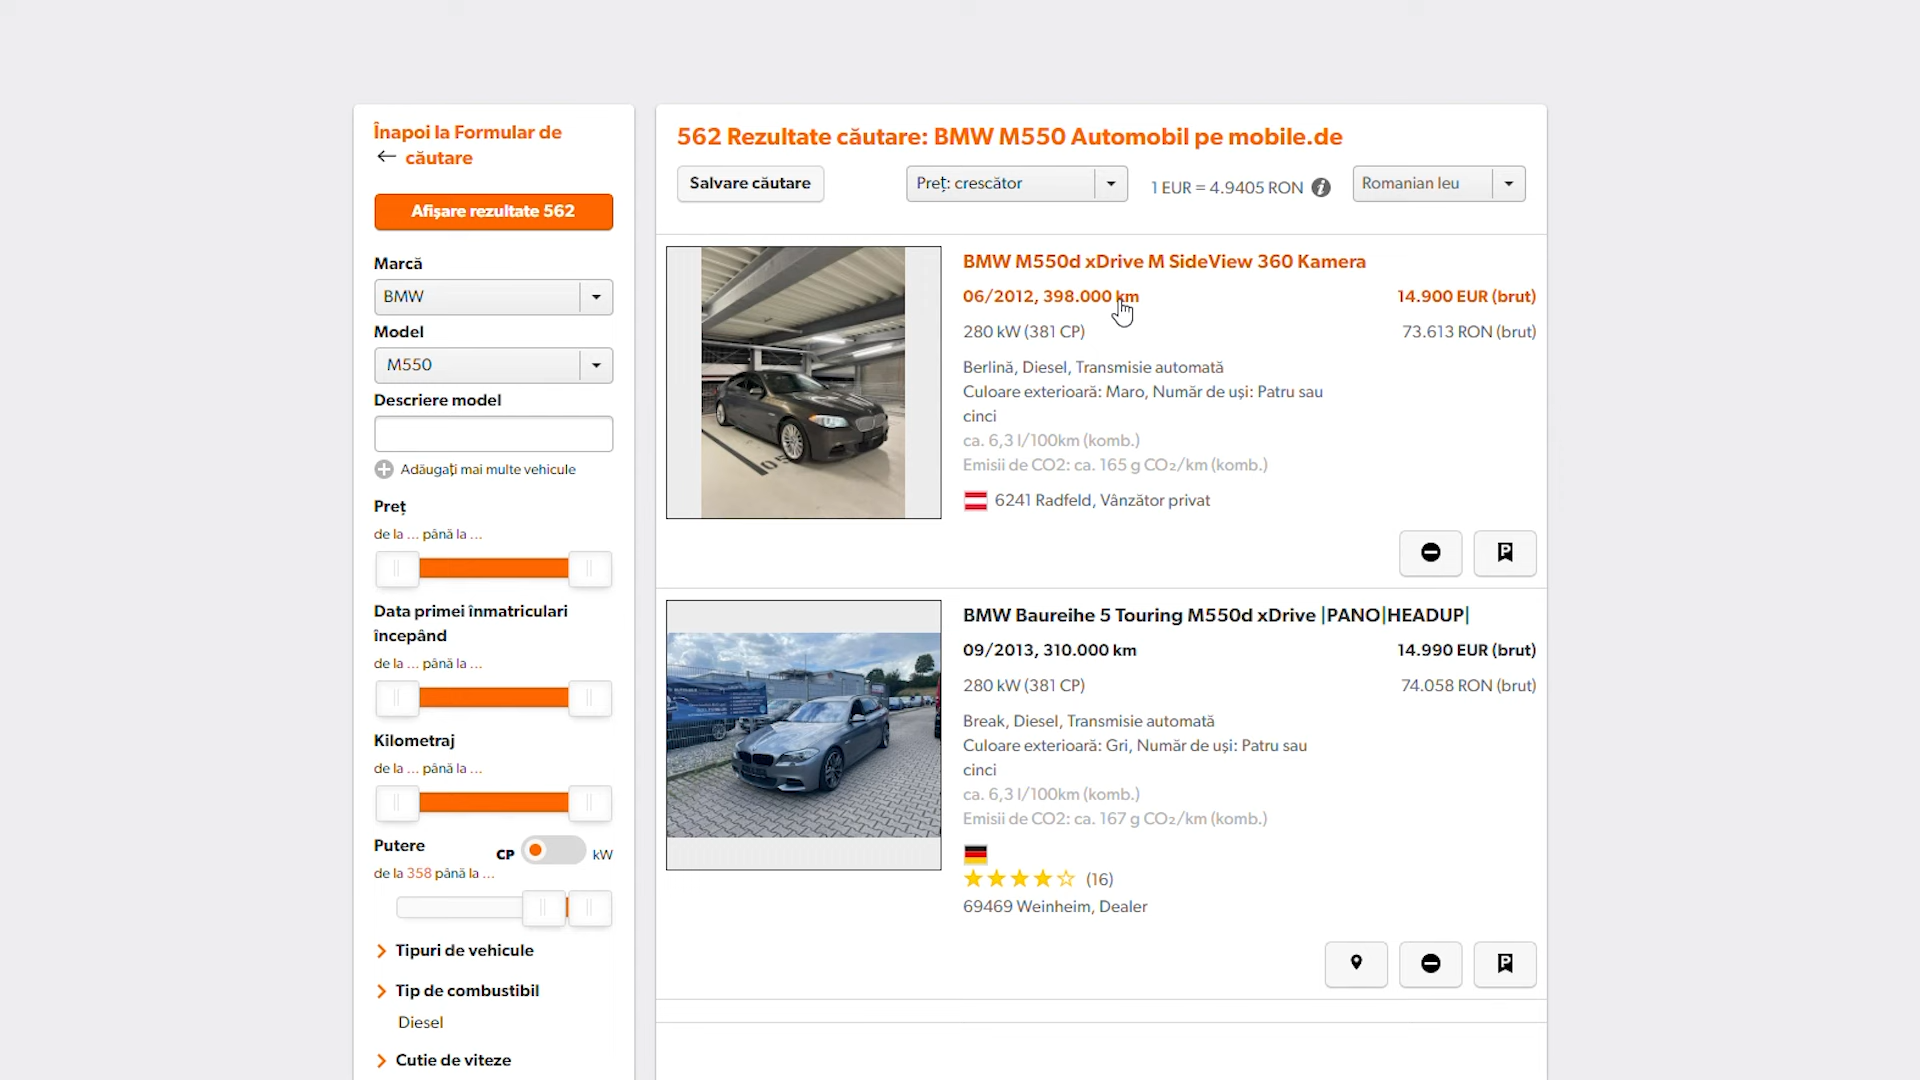 Înapoi la Formular de
căutare
Afișare rezultate 562
Marcă
BMW
Model
M550
Descriere model
Adăugați mai multe vehicule
Preț
de la ... până la ...
Data primei înmatriculari
începând
de la ... până la ...
Kilometraj
de la ... până la ...
Putere
CP
kW
de la 358 până la ...
Tipuri de vehicule
Tip de combustibil
Diesel
Cutie de viteze
562 Rezultate căutare: BMW M550 Automobil pe mobile.de
Salvare căutare
Preț: crescător
1 EUR = 4.9405 RON
Romanian leu
BMW M550d xDrive M SideView 360 Kamera
06/2012, 398.000 km
14.900 EUR (brut)
280 kW (381 CP)
73.613 RON (brut)
Berlină, Diesel, Transmisie automată
Culoare exterioară: Maro, Număr de uși: Patru sau
cinci
ca. 6,3 l/100km (komb.)
Emisii de CO2: ca. 165 g CO₂/km (komb.)
6241 Radfeld, Vânzător privat
BMW Baureihe 5 Touring M550d xDrive |PANO|HEADUP|
09/2013, 310.000 km
14.990 EUR (brut)
280 kW (381 CP)
74.058 RON (brut)
Break, Diesel, Transmisie automată
Culoare exterioară: Gri, Număr de uși: Patru sau
cinci
ca. 6,3 l/100km (komb.)
Emisii de CO2: ca. 167 g CO₂/km (komb.)
(16)
69469 Weinheim, Dealer